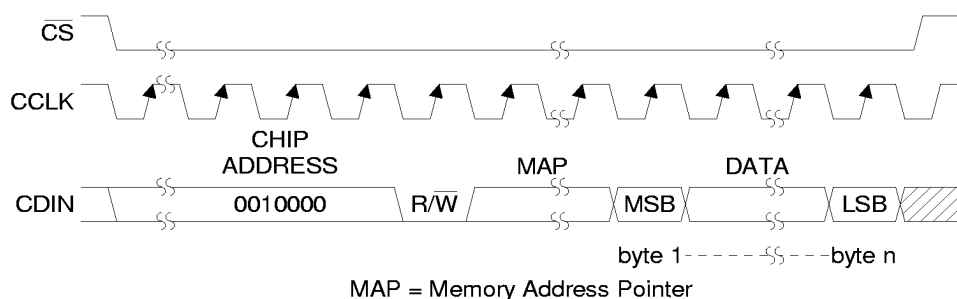 CS
CCLK
CHIP
ADDRESS
MAP
DATA
CDIN
0010000
R/W
MSB
LSB
byte 1
byte n
MAP = Memory Address Pointer